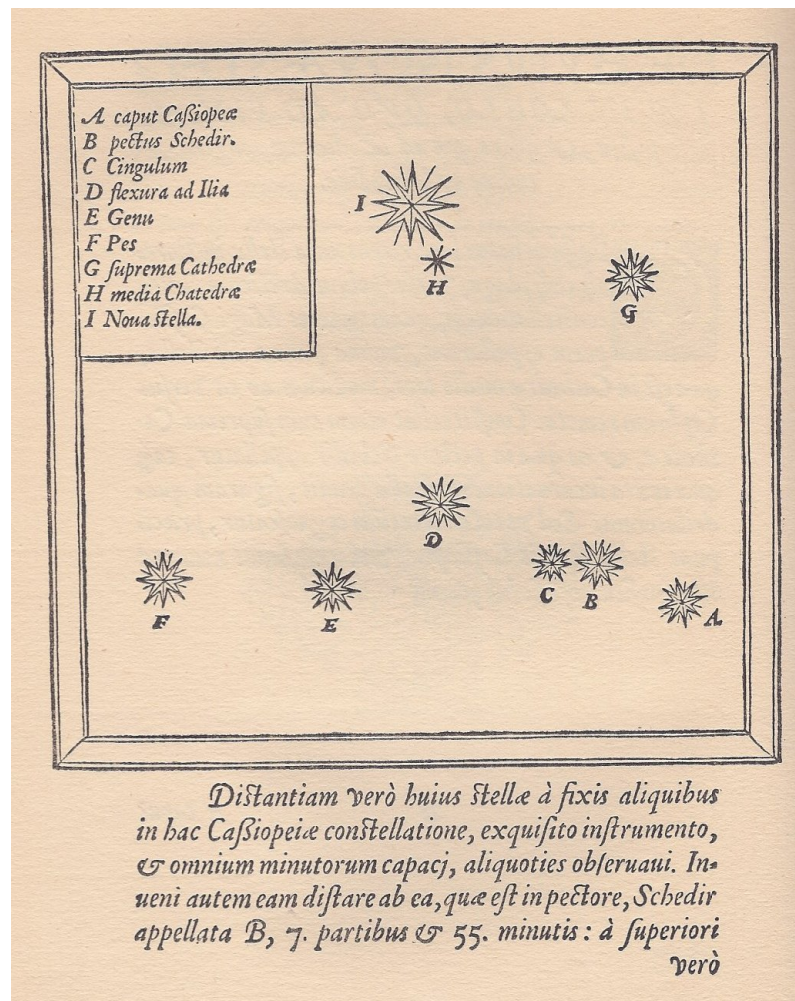 A caput Caſsiopeæ
B pectus Schedir.
C Cingulum
D flexura ad Ilia
E Genu
F Pes
G ſuprema Cathedræ
H media Chatedræ
I Noua ſtella.
I
H
G
D
F
E
C
B
A
Diſtantiam verò huius ſtellæ à fixis aliquibus
in hac Caſsiopeiæ conſtellatione, exquiſito inſtrumento,
& omnium minutorum capacj, aliquoties obſeruaui. In-
ueni autem eam diſtare ab ea, quæ eſt in pectore, Schedir
appellata B, 7. partibus & 55. minutis: à ſuperiori
verò